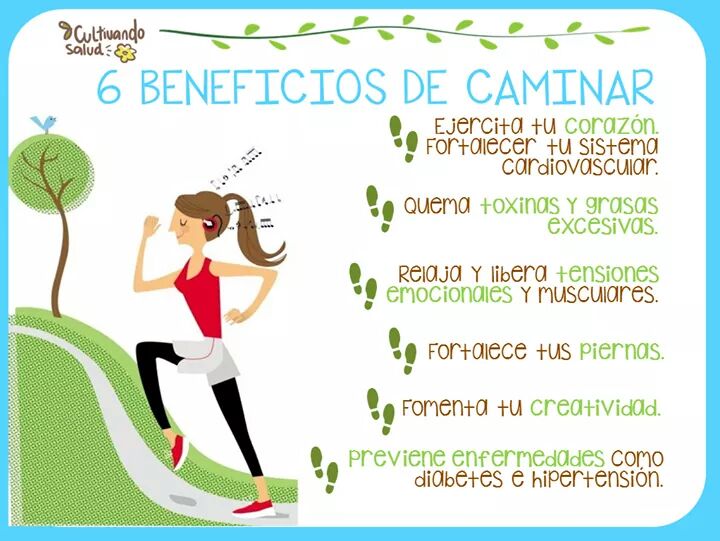 Cultivando
Salud
6 BENEFICIOS DE CAMINAR
Ejercita tu corazón.
Fortalecer tu sistema
cardiovascular.
Quema toxinas y grasas
excesivas.
Relaja y libera tensiones
emocionales y musculares.
Fortalece tus piernas.
Fomenta tu creatividad.
Previene enfermedades como
diabetes e hipertensión.